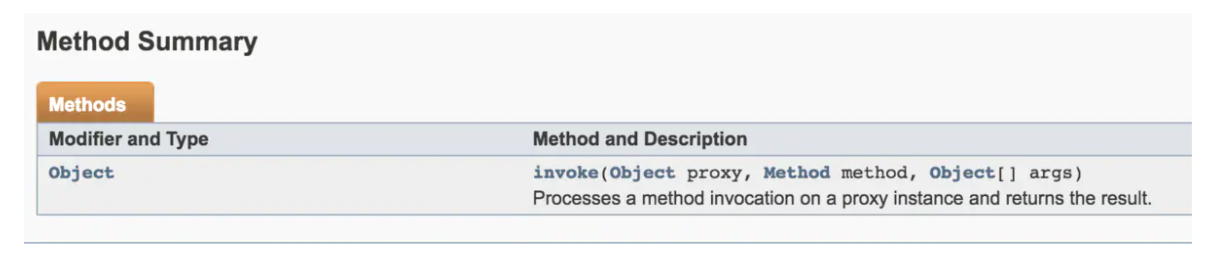 Method Summary
Methods
Modifier and Type Method and Description
Object invoke(Object proxy, Method method, Object[] args)
Processes a method invocation on a proxy instance and returns the result.